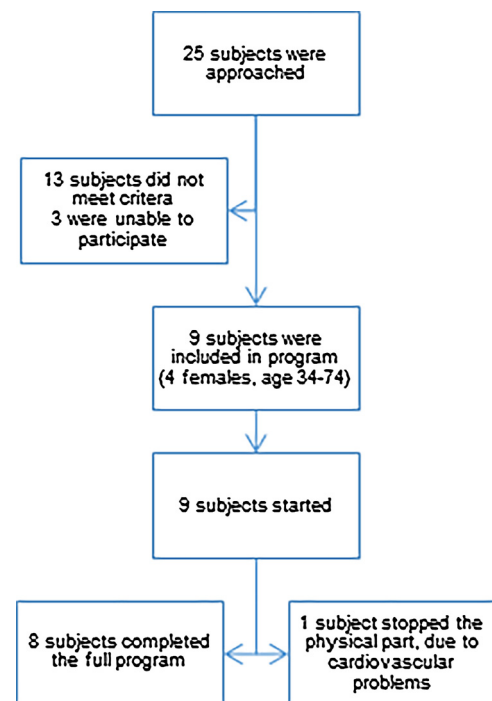 25 subjects were
approached
13 subjects did not
meet critera
3 were unable to
participate
9 subjects were
included in program
(4 females, age 34-74)
9 subjects started
8 subjects completed
the full program
1 subject stopped the
physical part, due to
cardiovascular
problems